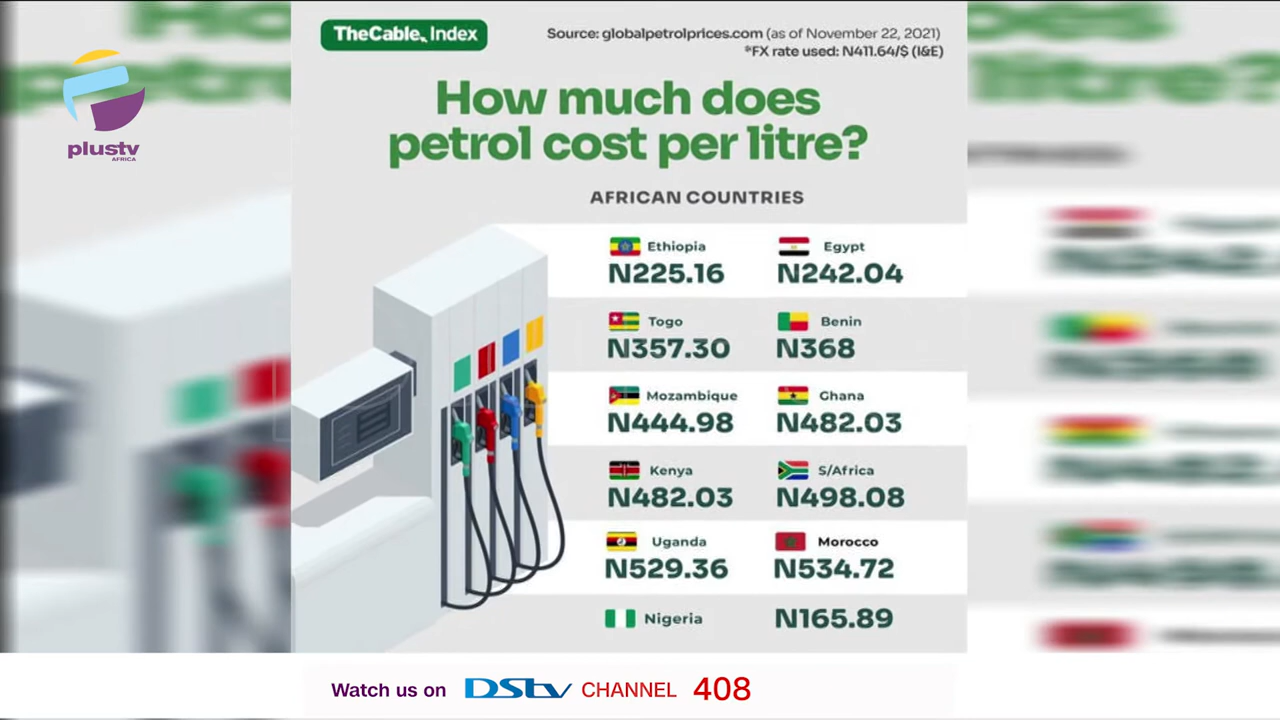 TheCable. Index
Source: globalpetrolprices.com (as of November 22, 2021)
*FX rate used: N411.64/$ (I&E)
How much does
petrol cost per litre?
AFRICAN COUNTRIES
plustv
AFRICA
Ethiopia Egypt
N225.16 N242.04
Togo Benin
N357.30 N368
Mozambique Ghana
N444.98 N482.03
Kenya S/Africa
N482.03 N498.08
Uganda Morocco
N529.36 N534.72
Nigeria N165.89
Watch us on DStv CHANNEL 408